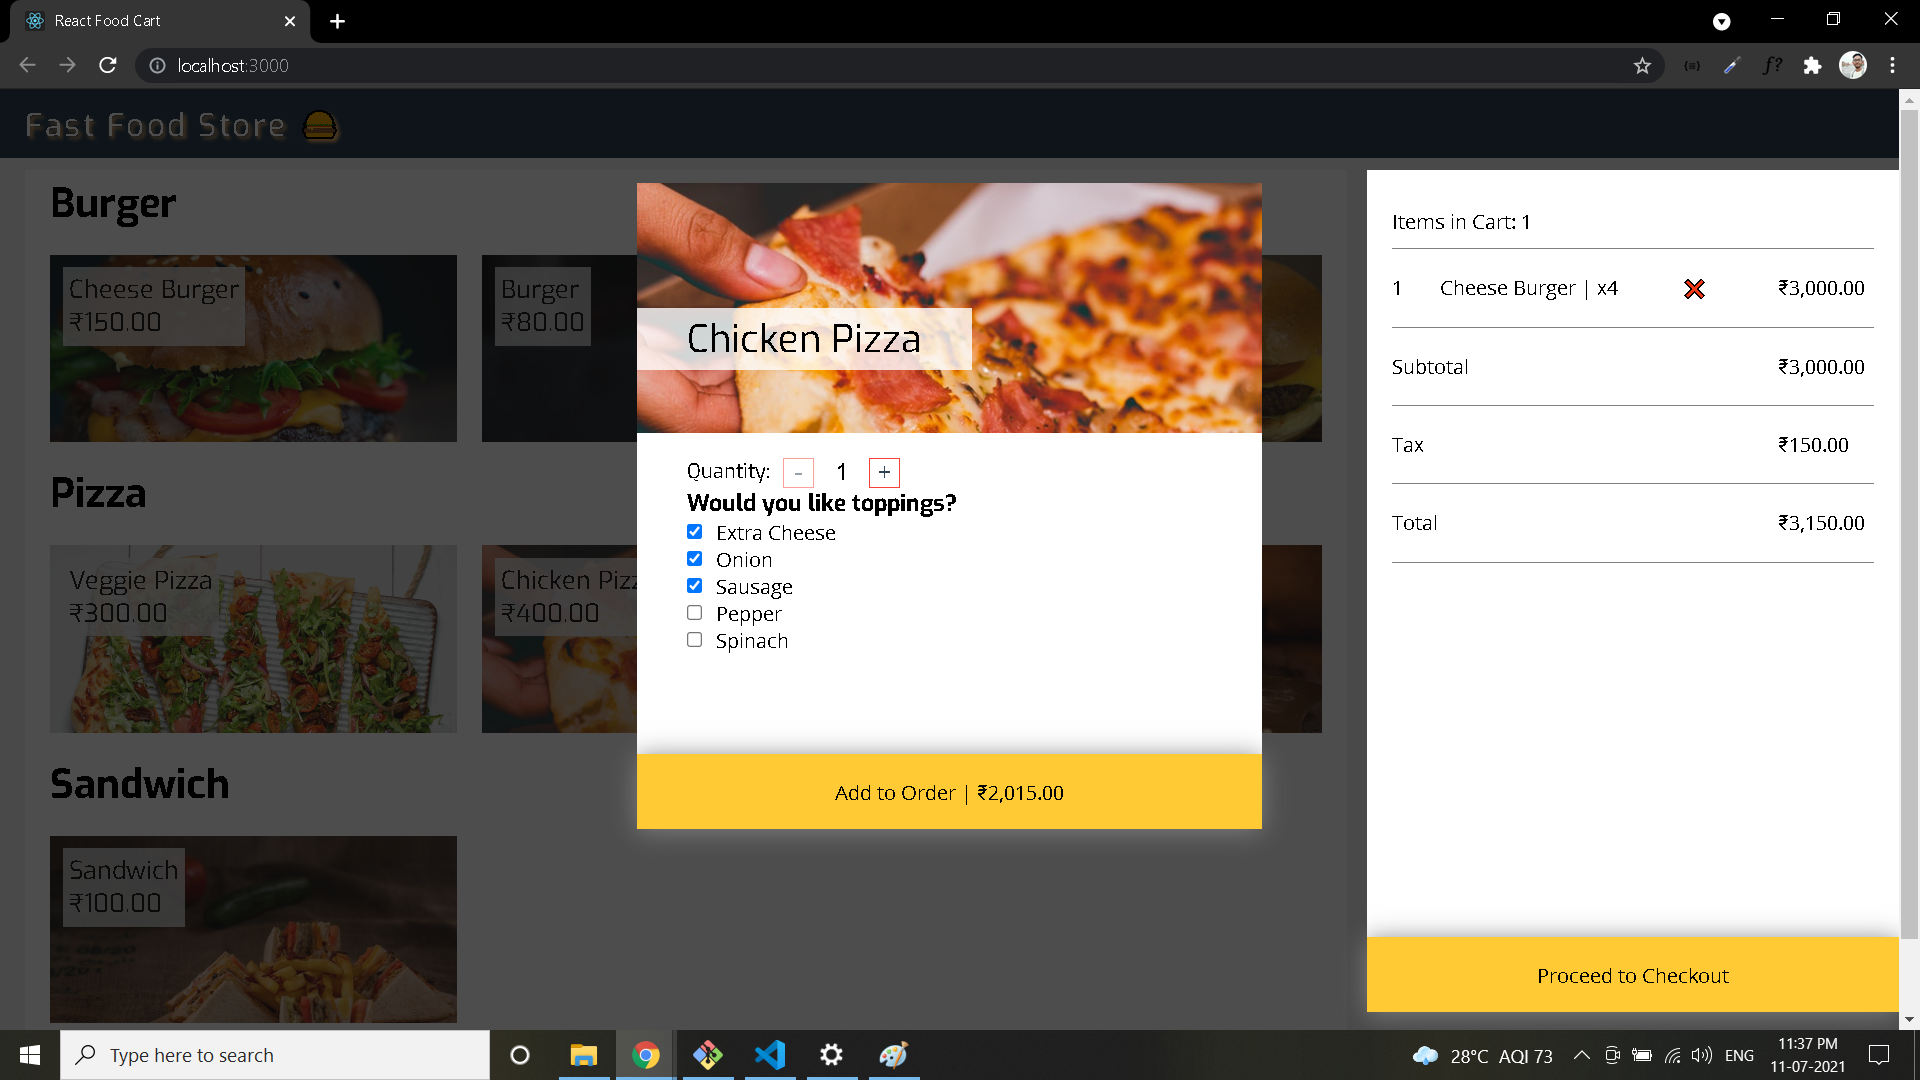 React Food Cart
localhost:3000
Fast Food Store
Burger
Cheese Burger
₹150.00
Burger
₹80.00
Pizza
Veggie Pizza
₹300.00
Chicken Piz
₹400.00
Sandwich
Sandwich
₹100.00
Chicken Pizza
Quantity: - 1 +
Would you like toppings?
Extra Cheese
Onion
Sausage
Pepper
Spinach
Add to Order | ₹2,015.00
Items in Cart: 1
1 Cheese Burger | x4 ₹3,000.00
Subtotal ₹3,000.00
Tax ₹150.00
Total ₹3,150.00
Proceed to Checkout
Type here to search
28°C AQI 73
ENG
11:37 PM
11-07-2021